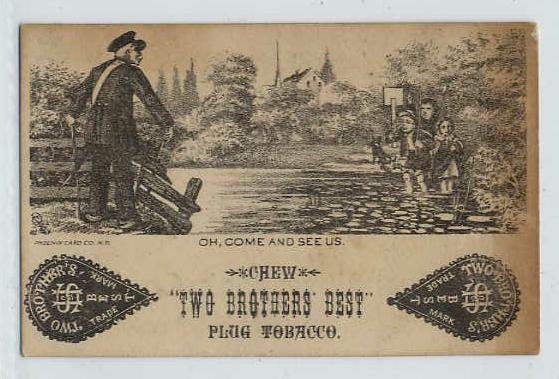 PHOENIX CARD CO. N.Y.
OH, COME AND SEE US.
CHEW
"TWO BROTHERS' BEST"
PLUG TOBACCO.
TWO BROTHER'S
BEST
TRADE MARK
TWO BROTHER'S
BEST
TRADE MARK